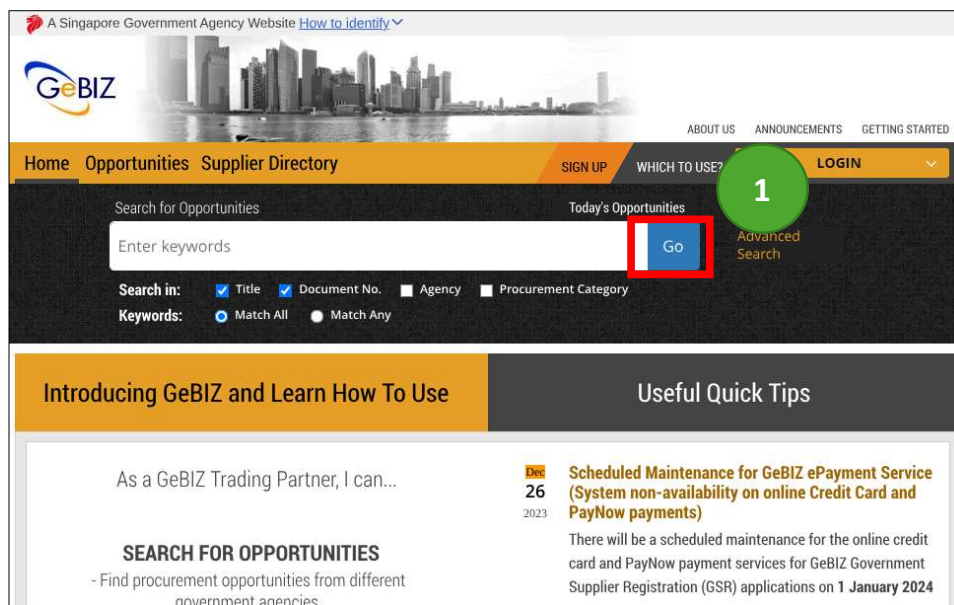 A Singapore Government Agency Website How to identify
GeBIZ
ABOUT US ANNOUNCEMENTS GETTING STARTED
Home Opportunities Supplier Directory SIGN UP WHICH TO USE? LOGIN
1
Search for Opportunities Today's Opportunities
Enter keywords Go Advanced
Search
Search in: Title Document No. Agency Procurement Category
Keywords: Match All Match Any
Introducing GeBIZ and Learn How To Use
Useful Quick Tips
As a GeBIZ Trading Partner, I can...
SEARCH FOR OPPORTUNITIES
- Find procurement opportunities from different
government agencies
Dec
26
2023
Scheduled Maintenance for GeBIZ ePayment Service
(System non-availability on online Credit Card and
PayNow payments)
There will be a scheduled maintenance for the online credit
card and PayNow payment services for GeBIZ Government
Supplier Registration (GSR) applications on 1 January 2024